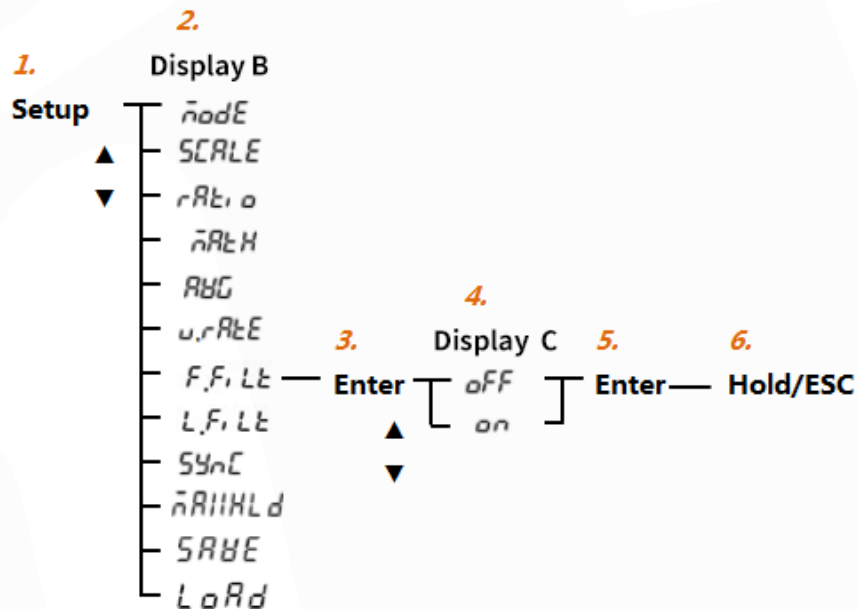 2.
1.
Display B
Setup
modE
▲
SCALE
▼
rAtio
mAtH
AVG
4.
u.rAtE
3.
Display C
5.
6.
F.FiLt
Enter
oFF
Enter
Hold/ESC
L.FiLt
▲
on
SYnC
▼
SAVE
LoAd